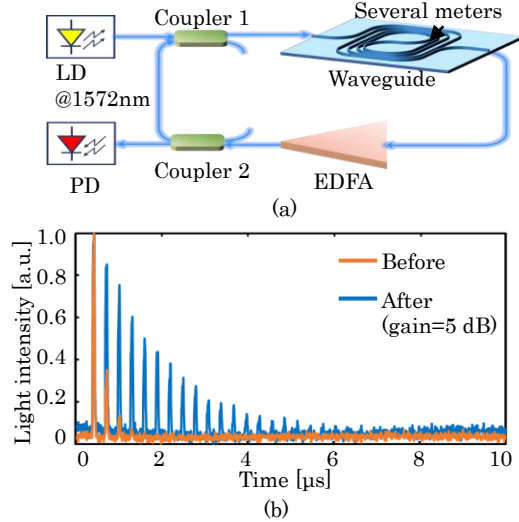 Coupler 1
Several meters
LD
@1572nm
Waveguide
PD
Coupler 2
EDFA
(a)
Light intensity [a.u.]
1.0
0.8
0.6
0.4
0.2
0
Before
After
(gain=5 dB)
0 2 4 6 8 10
Time [μs]
(b)